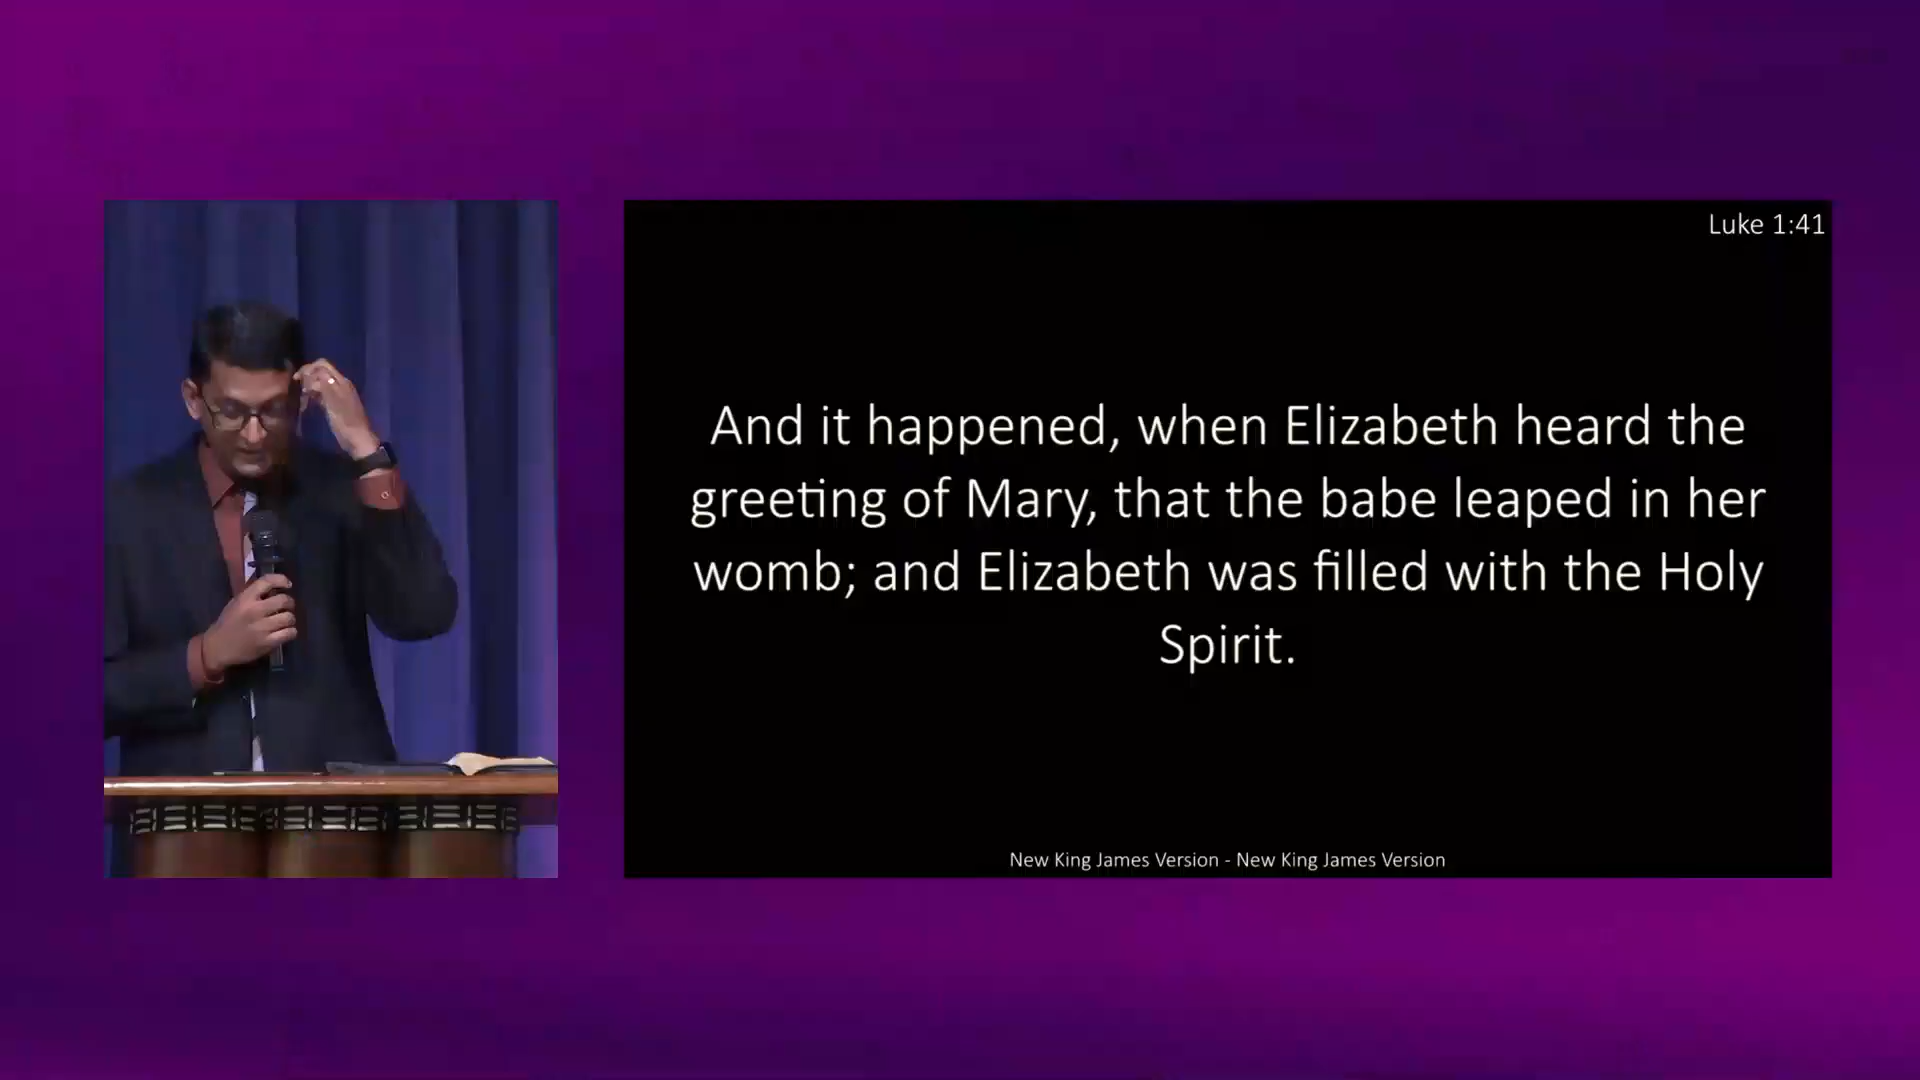 Luke 1:41
And it happened, when Elizabeth heard the
greeting of Mary, that the babe leaped in her
womb; and Elizabeth was filled with the Holy
Spirit.
New King James Version - New King James Version